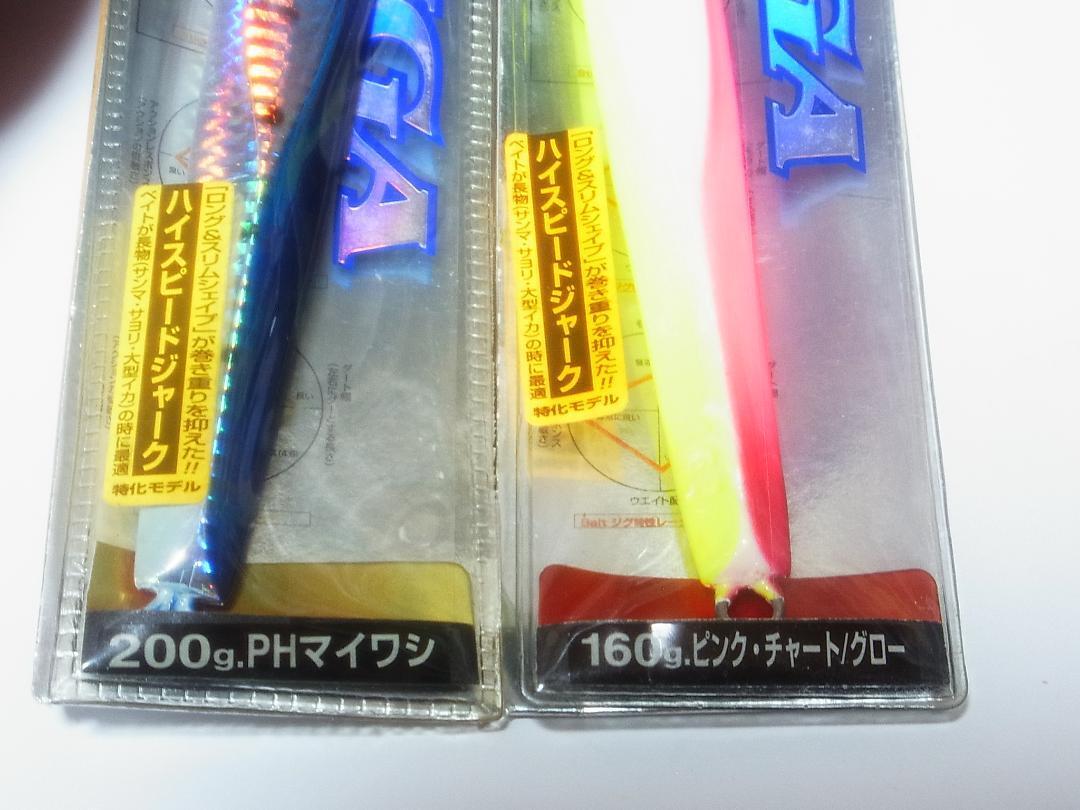 IGA
「ロング&スリムシェイプ」が巻き重りを抑えた!!
ハイスピードジャーク
ベイトが長物(サンマ・サヨリ・大型イカ)の時に最適
特化モデル
200g.PHマイワシ
TA
「ロング&スリムシェイプ」が巻き重りを抑えた!!
ハイスピードジャーク
ベイトが長物(サンマ・サヨリ・大型イカ)の時に最適
特化モデル
160g.ピンク・チャート/グロー